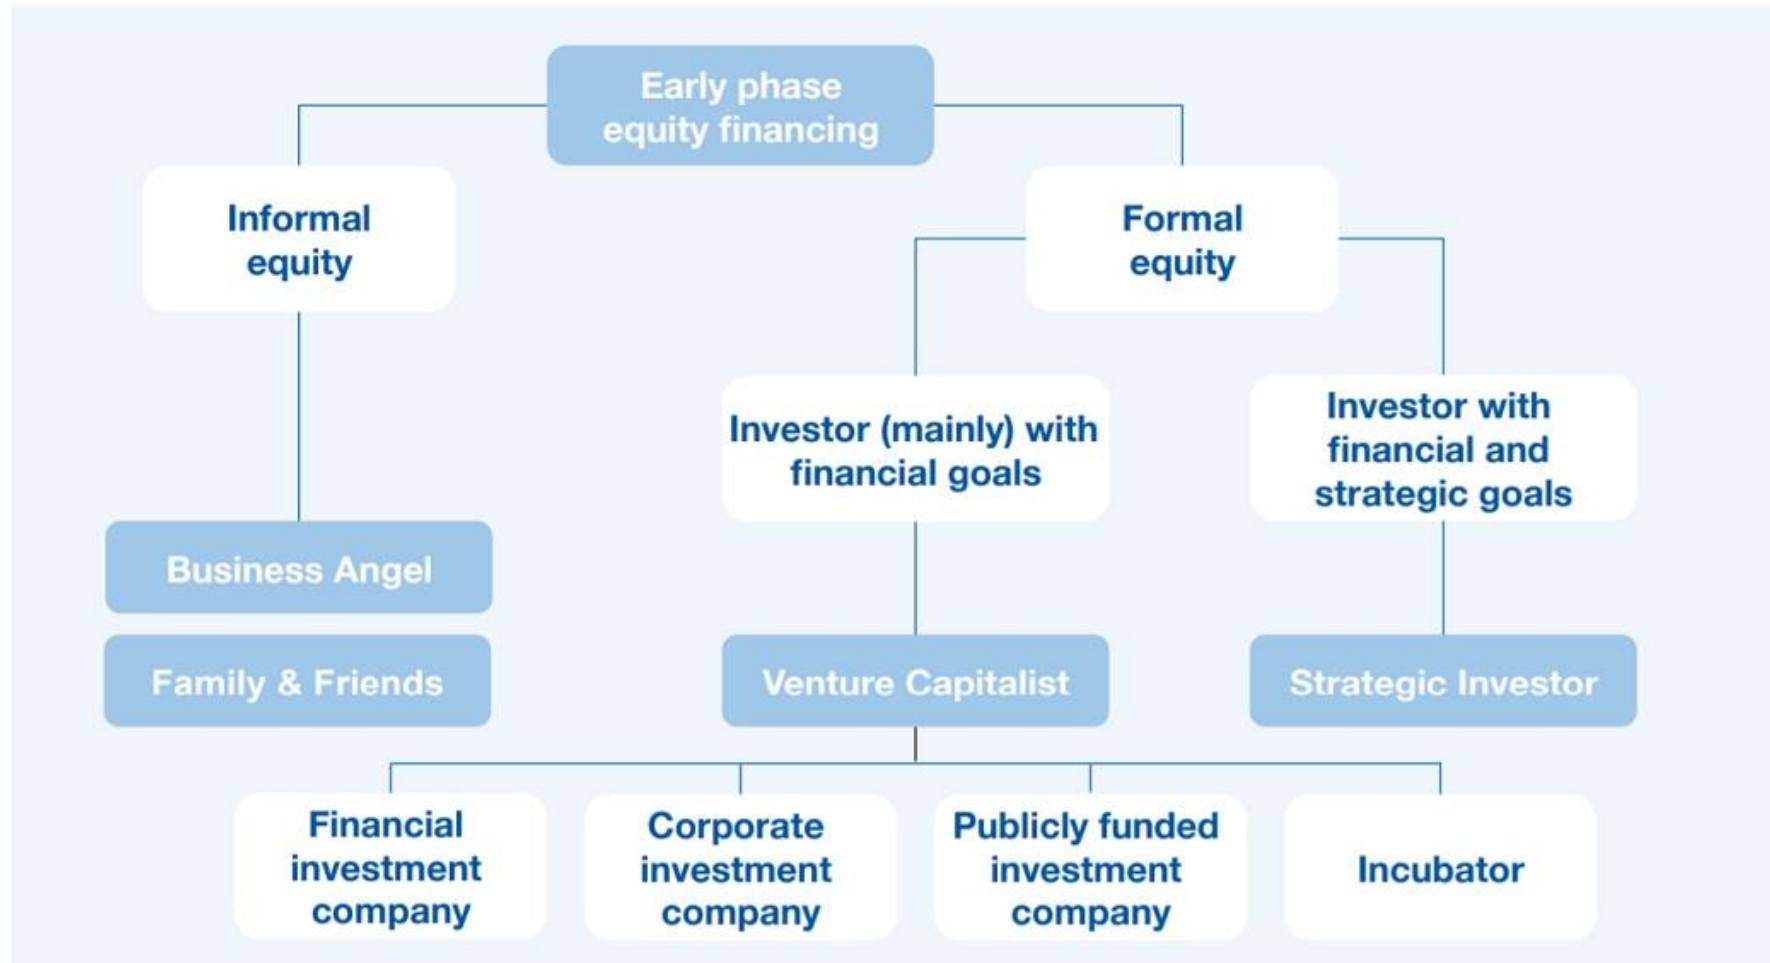 Early phase
equity financing
Informal
equity
Formal
equity
Investor (mainly) with
financial goals
Investor with
financial and
strategic goals
Business Angel
Family & Friends
Venture Capitalist
Strategic Investor
Financial
investment
company
Corporate
investment
company
Publicly funded
investment
company
Incubator